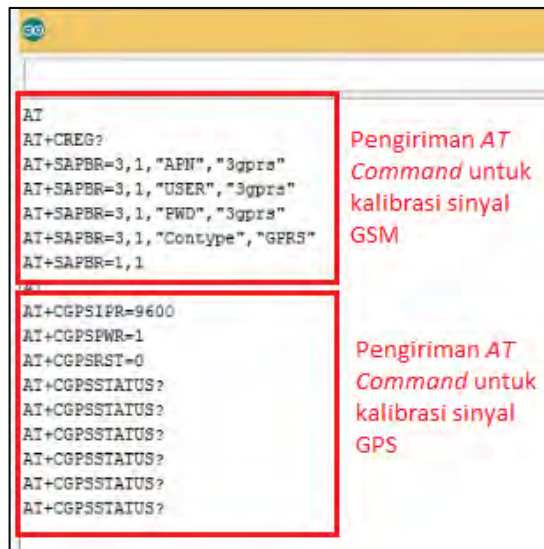 AT
AT+CREG?
AT+SAPBR=3,1,"APN","3gprs"
AT+SAPBR=3,1,"USER","3gprs"
AT+SAPBR=3,1,"PWD","3gprs"
AT+SAPBR=3,1,"Contype","GPRS"
AT+SAPBR=1,1
Pengiriman AT
Command untuk
kalibrasi sinyal
GSM
AT
AT+CGPSIPR=9600
AT+CGPSPWR=1
AT+CGPSRST=0
AT+CGPSSTATUS?
AT+CGPSSTATUS?
AT+CGPSSTATUS?
AT+CGPSSTATUS?
AT+CGPSSTATUS?
AT+CGPSSTATUS?
Pengiriman AT
Command untuk
kalibrasi sinyal
GPS